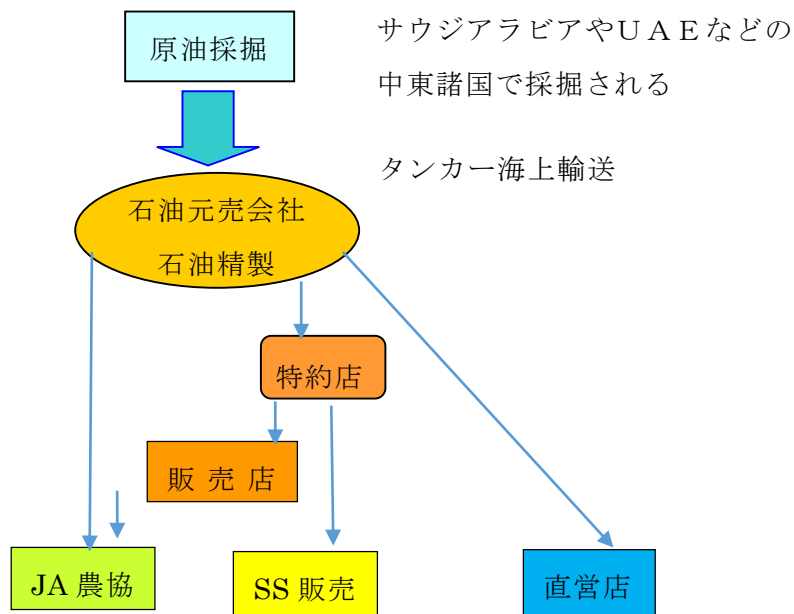 原油採掘
サウジアラビアやＵＡＥなどの
中東諸国で採掘される
タンカー海上輸送
石油元売会社
石油精製
特約店
販 売 店
JA 農協
SS 販売
直営店